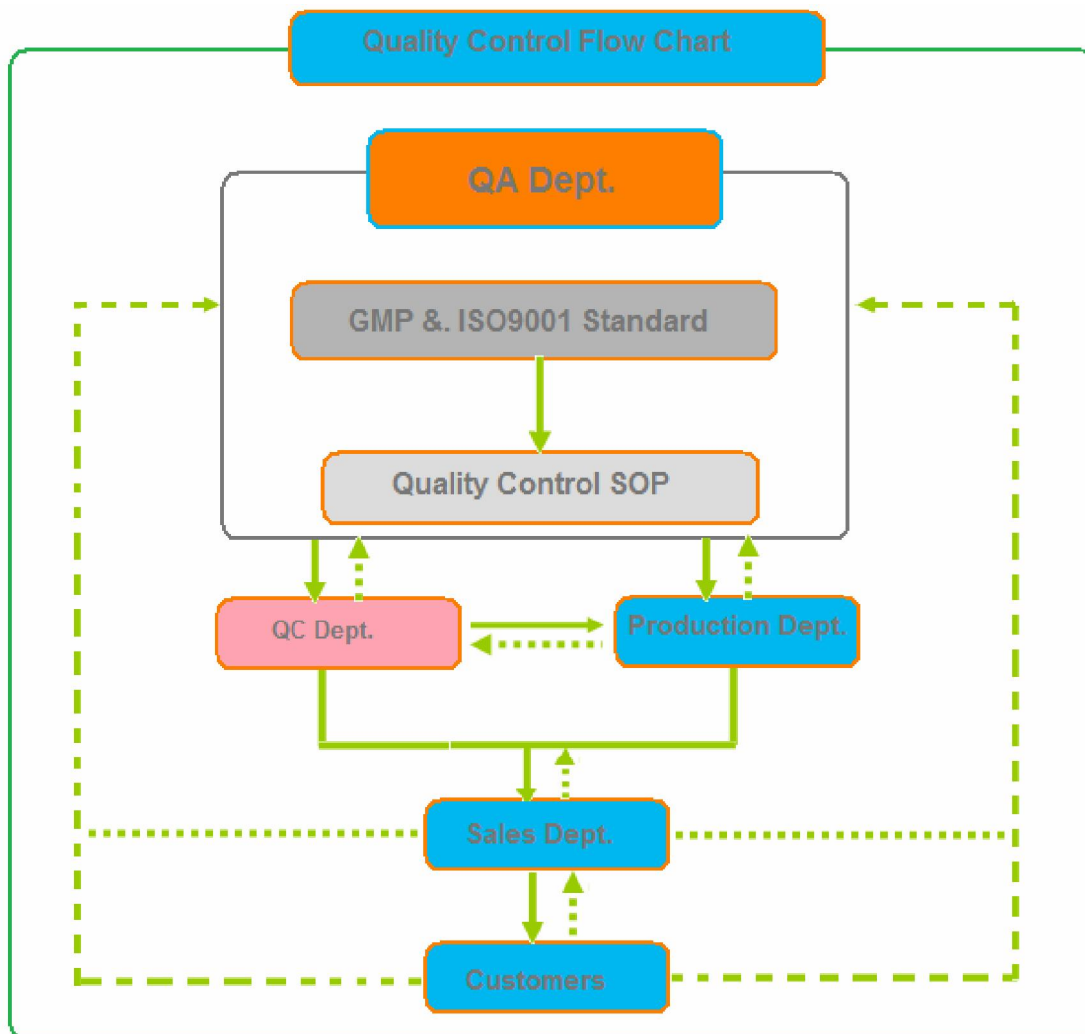 Quality Control Flow Chart
QA Dept.
GMP &. ISO9001 Standard
Quality Control SOP
QC Dept.
Production Dept.
Sales Dept.
Customers